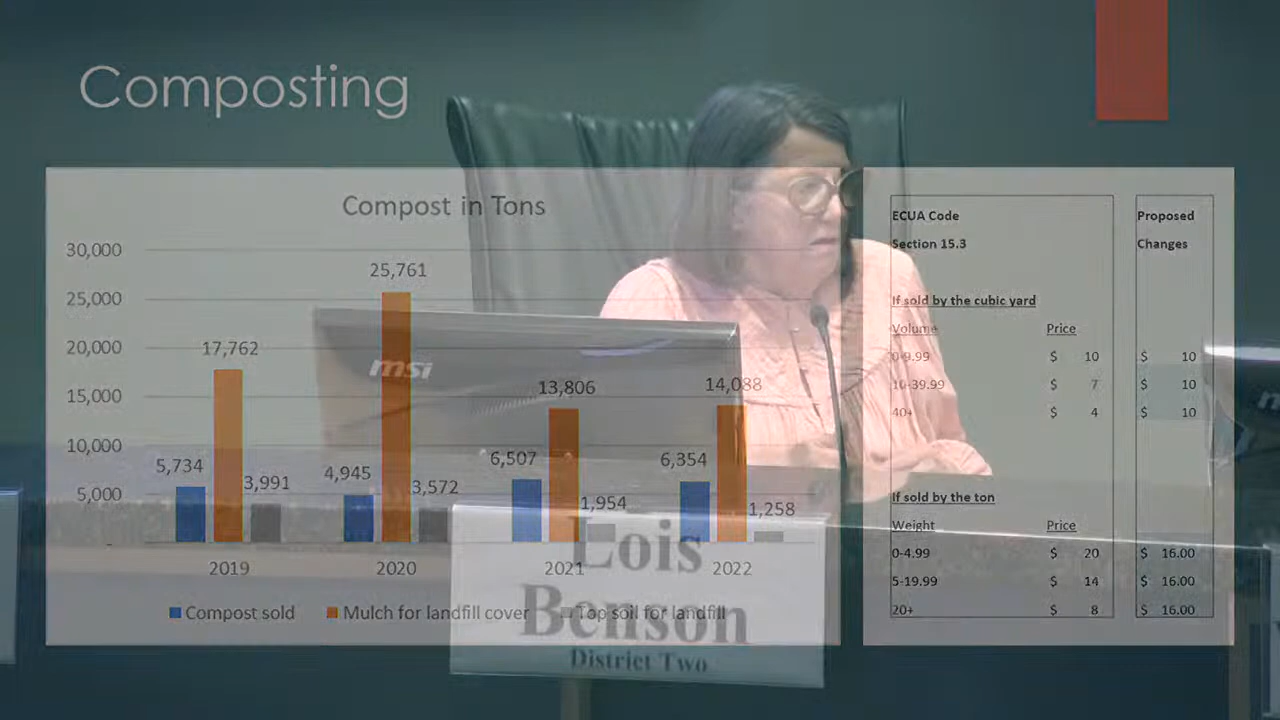 Composting
Compost in Tons
30,000
25,000
20,000
15,000
10,000
5,000
-
17,762
25,761
13,806
14,088
5,734
3,991
4,945
3,572
6,507
1,954
6,354
1,258
2019
2020
2021
2022
Compost sold
Mulch for landfill cover
Top soil for landfill
ECUA Code
Section 15.3
If sold by the cubic yard
Volume Price
0-9.99 $ 10
10-39.99 $ 7
40+ $ 4
If sold by the ton
Weight Price
0-4.99 $ 20
5-19.99 $ 14
20+ $ 8
Proposed
Changes
$ 10
$ 10
$ 10
$ 16.00
$ 16.00
$ 16.00
msi
Lois
Benson
District Two